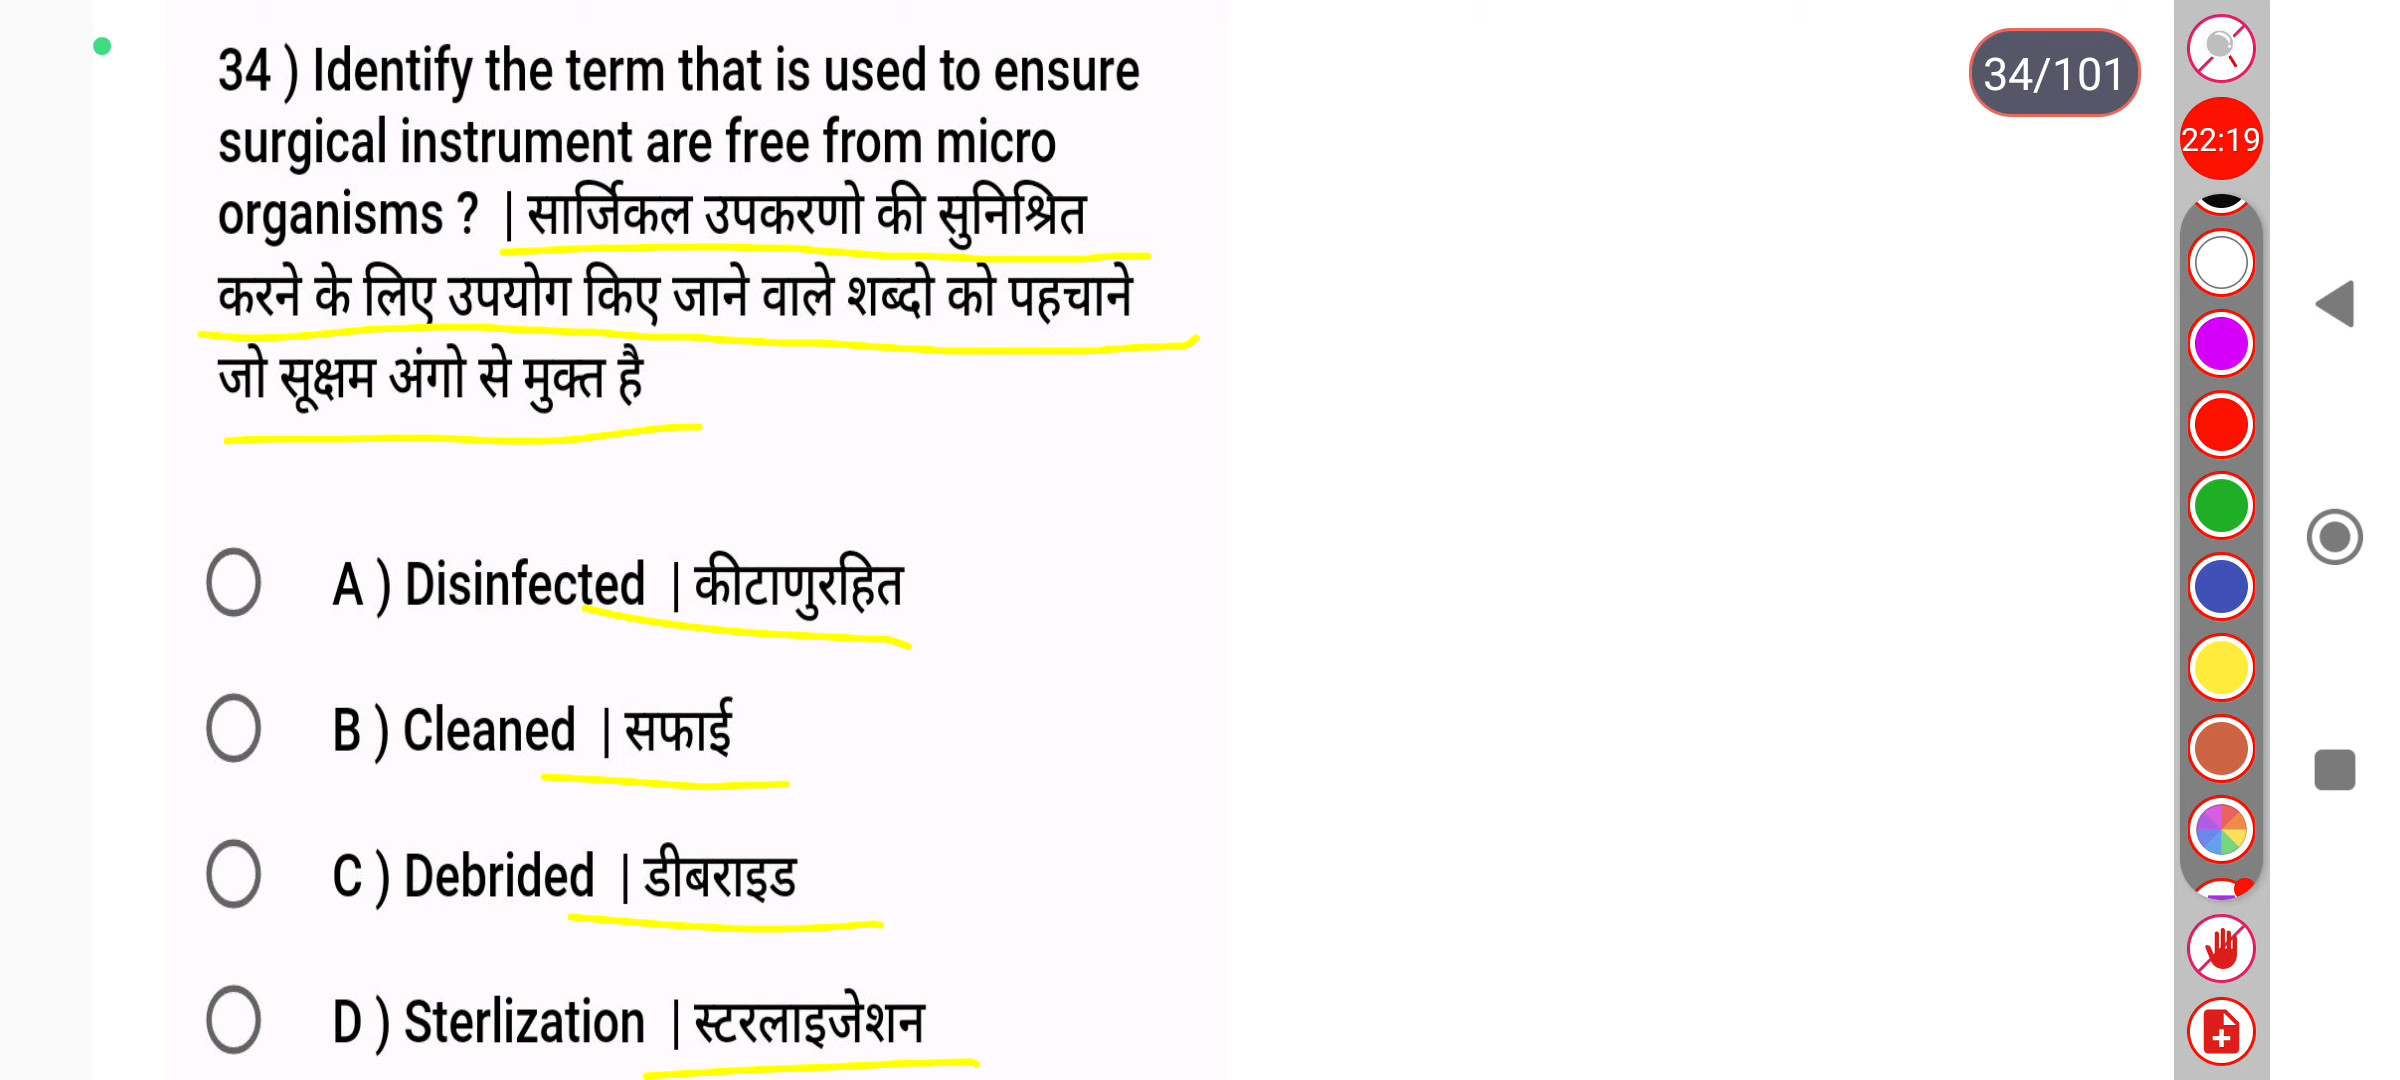 34 ) Identify the term that is used to ensure
surgical instrument are free from micro
organisms ? | सार्जिकल उपकरणो की सुनिश्रित
करने के लिए उपयोग किए जाने वाले शब्दो को पहचाने
जो सूक्षम अंगो से मुक्त है
A ) Disinfected | कीटाणुरहित
B ) Cleaned | सफाई
C ) Debrided | डीबराइड
D ) Sterlization | स्टरलाइजेशन
34/101
22:19